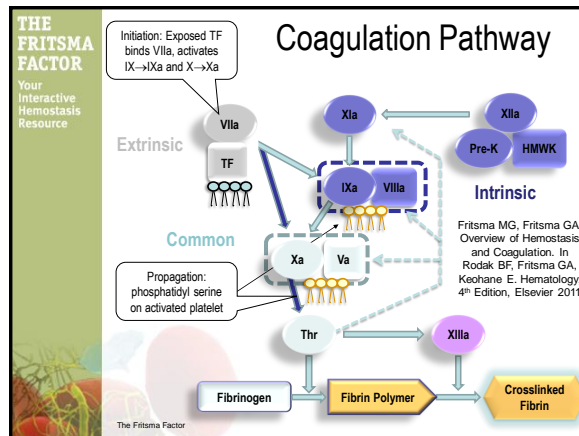 THE
FRITSMA
FACTOR
Your
Interactive
Hemostasis
Resource
Initiation: Exposed TF
binds VIIa, activates
IX→IXa and X→Xa
Coagulation Pathway
VIIa
XIa
XIIa
Extrinsic
TF
Pre-K
HMWK
IXa
VIIIa
Intrinsic
Common
Xa
Va
Fritsma MG, Fritsma GA.
Overview of Hemostasis
and Coagulation. In
Rodak BF, Fritsma GA,
Keohane E. Hematology,
4th Edition, Elsevier 2011
Propagation:
phosphatidyl serine
on activated platelet
Thr
XIIIa
Fibrinogen
Fibrin Polymer
Crosslinked
Fibrin
The Fritsma Factor